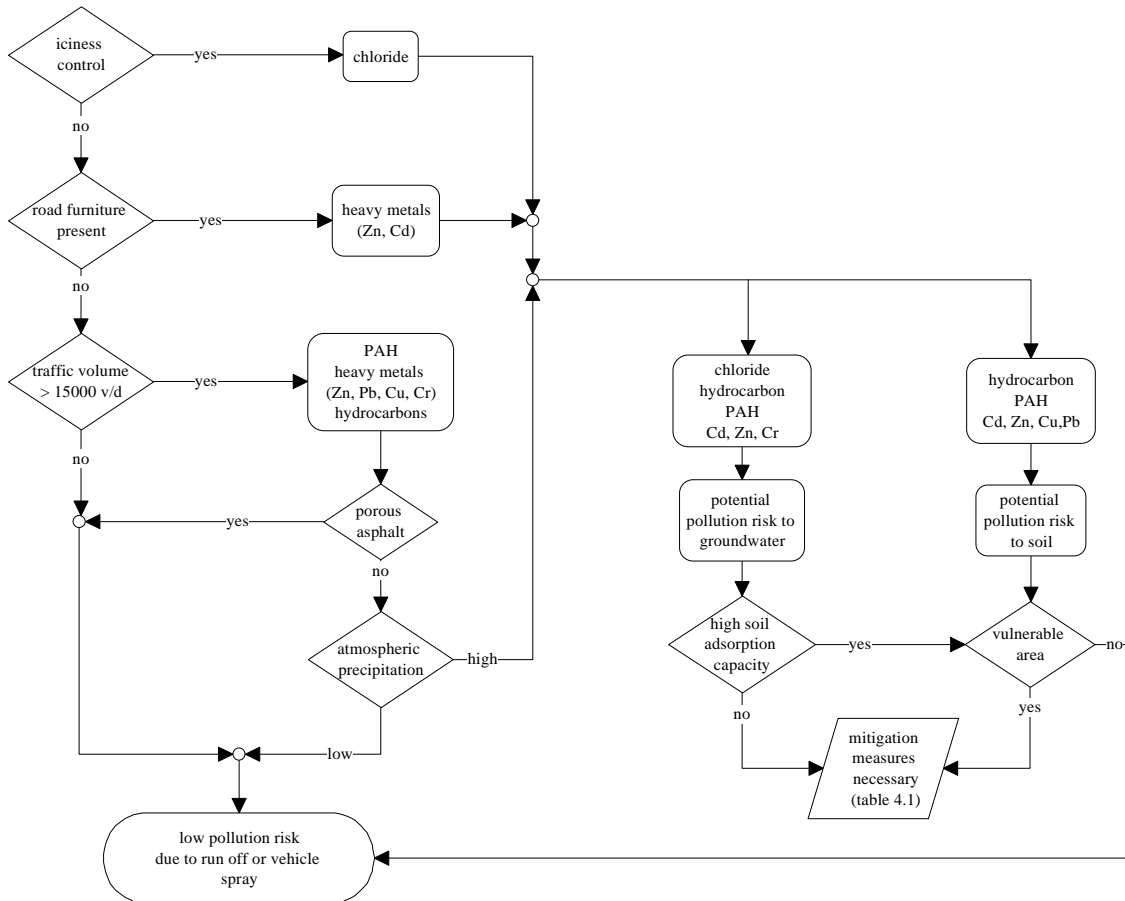 iciness
control
yes
chloride
no
road furniture
present
yes
heavy metals
(Zn, Cd)
no
traffic volume
> 15000 v/d
yes
PAH
heavy metals
(Zn, Pb, Cu, Cr)
hydrocarbons
no
porous
asphalt
yes
no
atmospheric
precipitation
high
low
low pollution risk
due to run off or vehicle
spray
chloride
hydrocarbon
PAH
Cd, Zn, Cr
potential
pollution risk to
groundwater
high soil
adsorption
capacity
yes
no
hydrocarbon
PAH
Cd, Zn, Cu,Pb
potential
pollution risk
to soil
vulnerable
area
no
yes
mitigation
measures
necessary
(table 4.1)